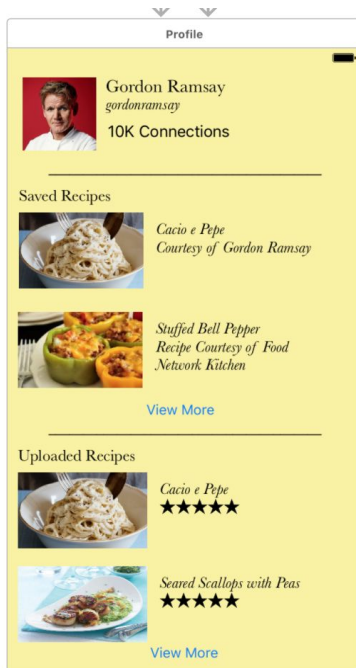 Profile
Gordon Ramsay
gordonramsay
10K Connections
Saved Recipes
Cacio e Pepe
Courtesy of Gordon Ramsay
Stuffed Bell Pepper
Recipe Courtesy of Food
Network Kitchen
View More
Uploaded Recipes
Cacio e Pepe
★★★★★
Seared Scallops with Peas
★★★★★
View More